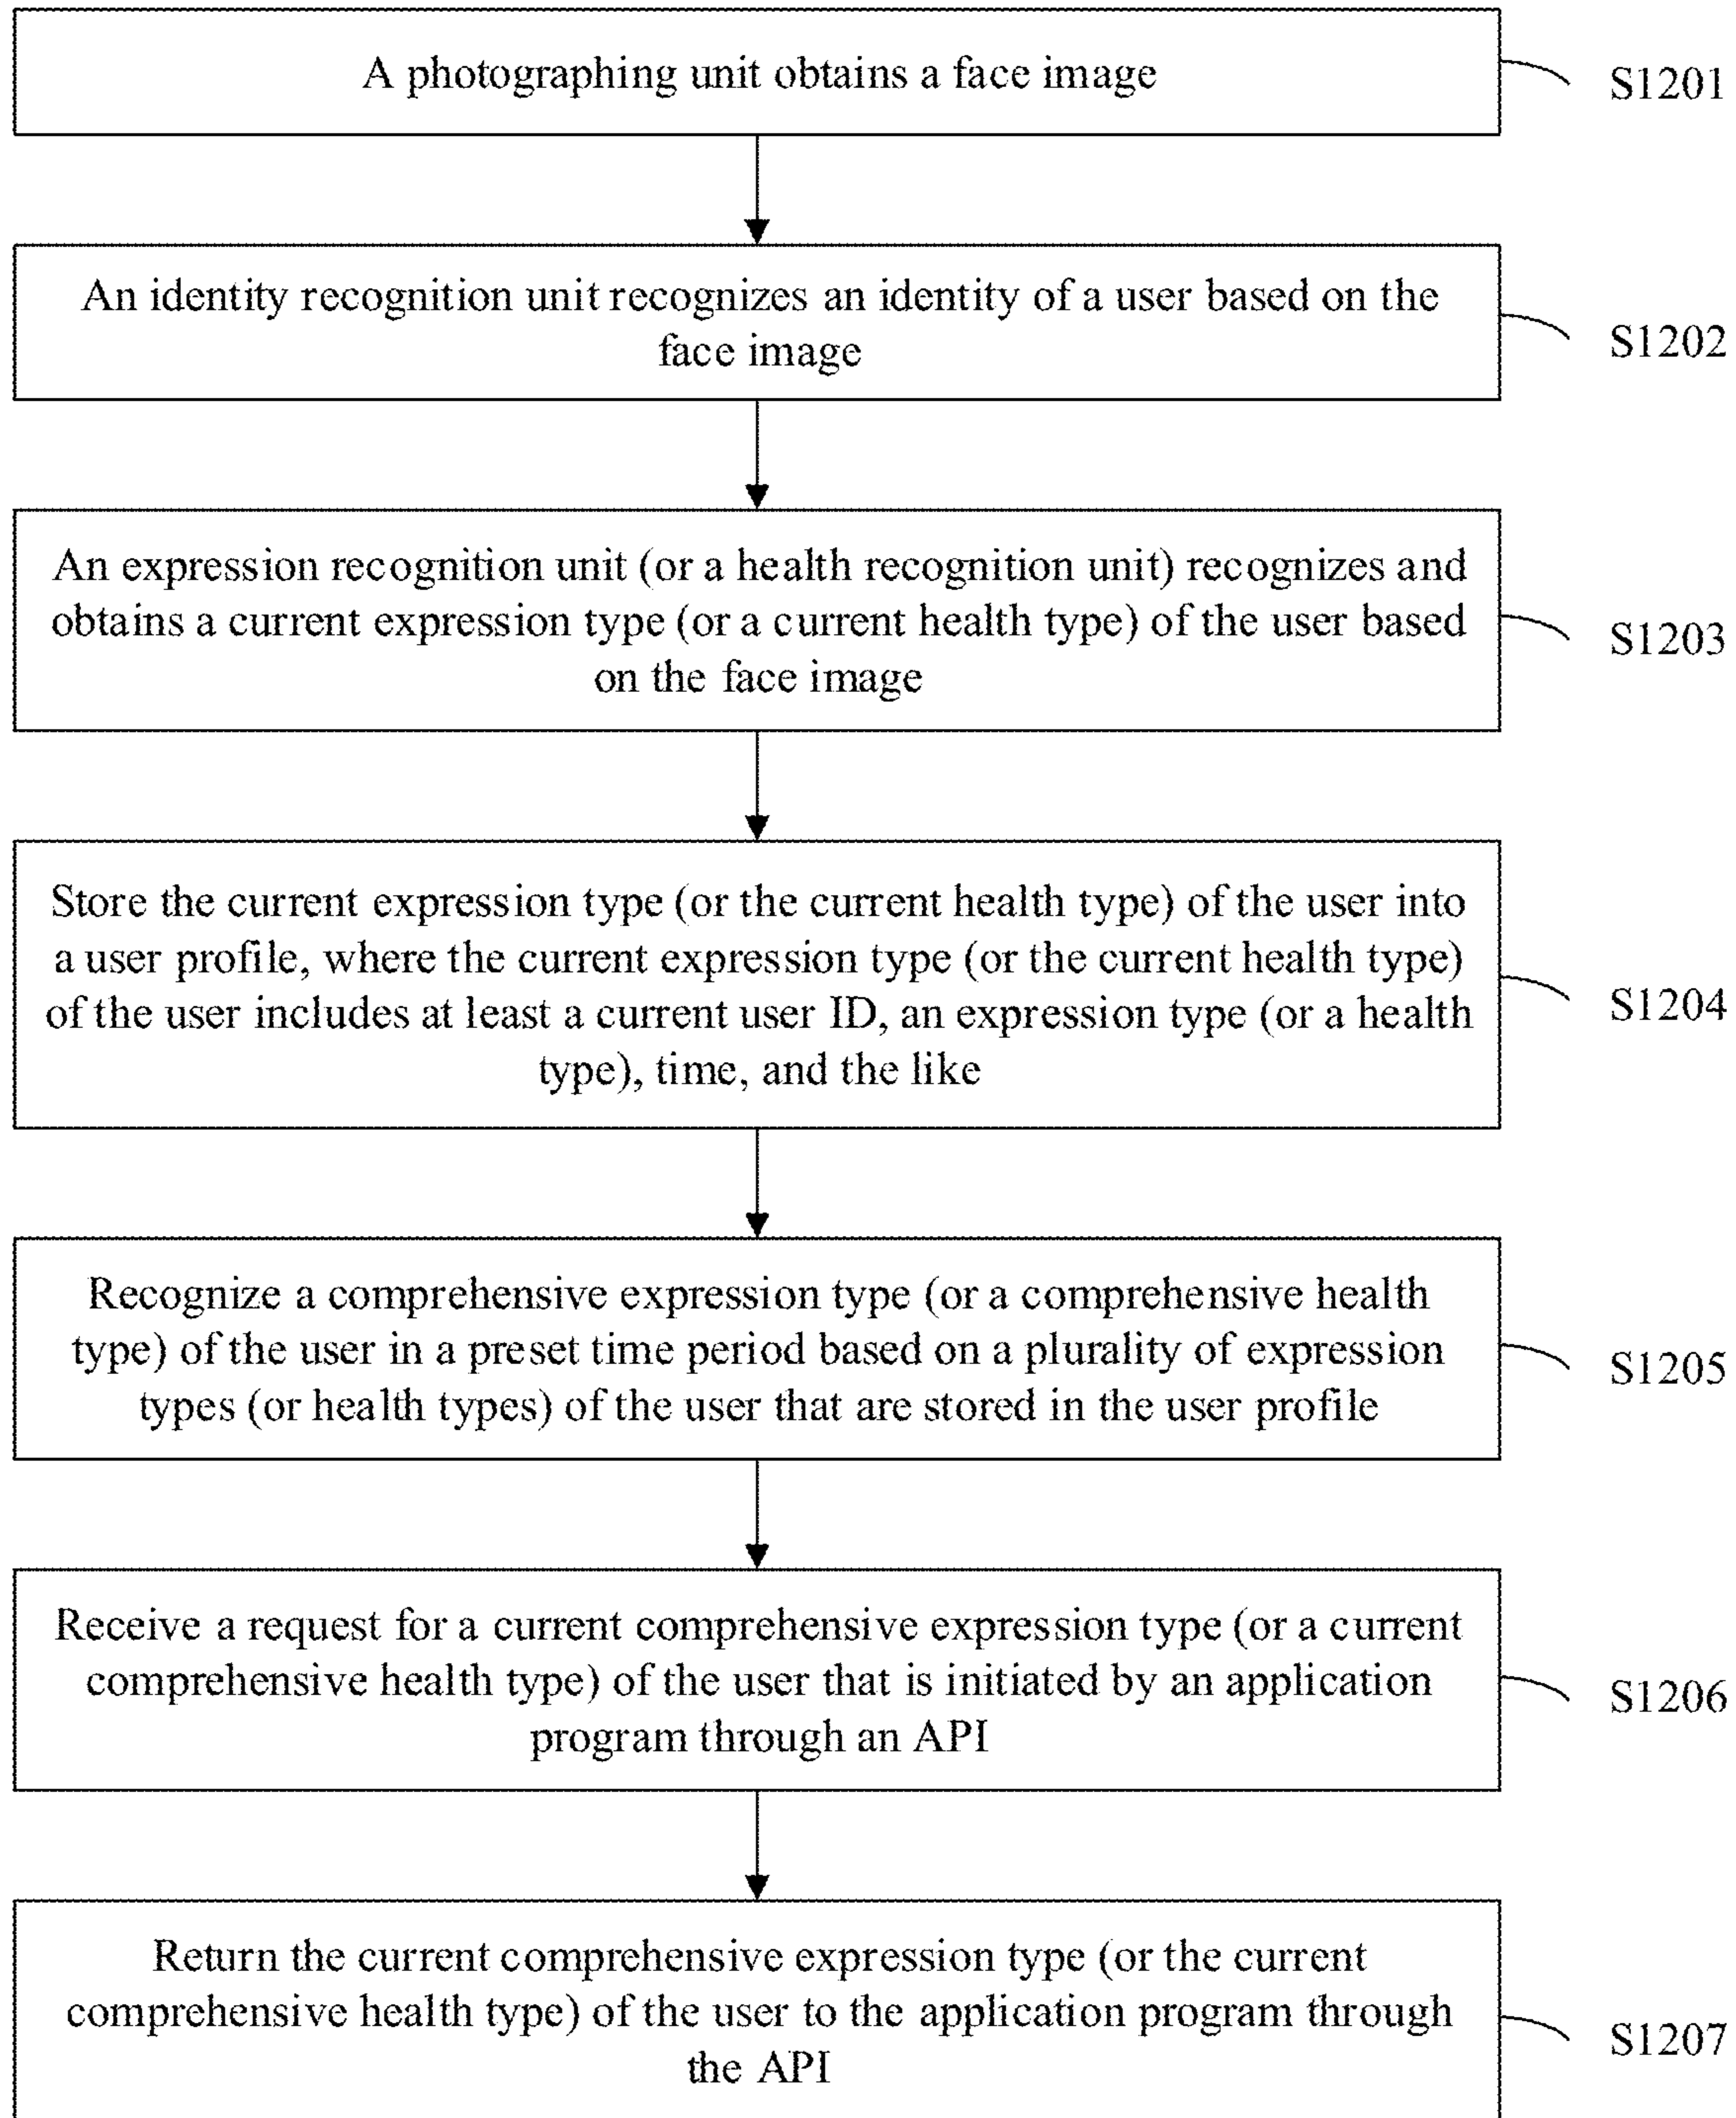 A photographing unit obtains a face image
S1201
An identity recognition unit recognizes an identity of a user based on the
face image
S1202
An expression recognition unit (or a health recognition unit) recognizes and
obtains a current expression type (or a current health type) of the user based
on the face image
S1203
Store the current expression type (or the current health type) of the user into
a user profile, where the current expression type (or the current health type)
of the user includes at least a current user ID, an expression type (or a health
type), time, and the like
S1204
Recognize a comprehensive expression type (or a comprehensive health
type) of the user in a preset time period based on a plurality of expression
types (or health types) of the user that are stored in the user profile
S1205
Receive a request for a current comprehensive expression type (or a current
comprehensive health type) of the user that is initiated by an application
program through an API
S1206
Return the current comprehensive expression type (or the current
comprehensive health type) of the user to the application program through
the API
S1207